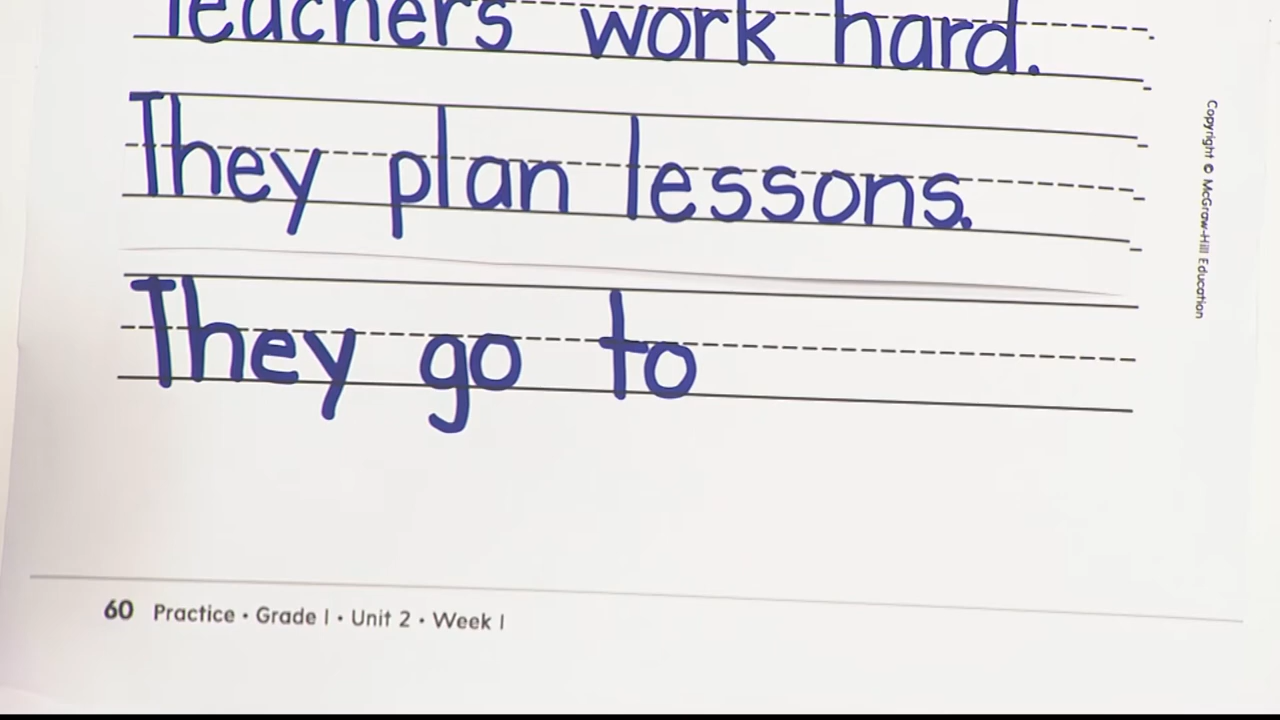 Teachers work hard.
They plan lessons.
They go to
60 Practice • Grade 1 • Unit 2 • Week 1
Copyright © McGraw-Hill Education